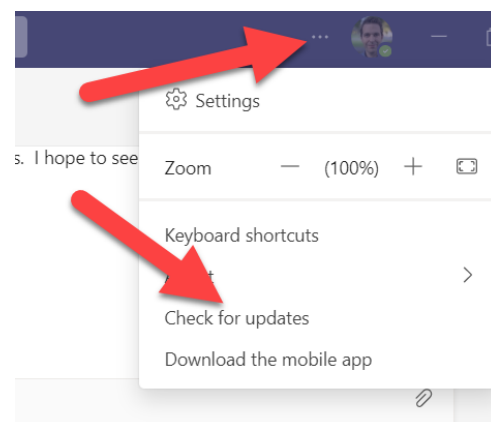 Settings
s. I hope to see
Zoom — (100%) +
Keyboard shortcuts
Check for updates
Download the mobile app